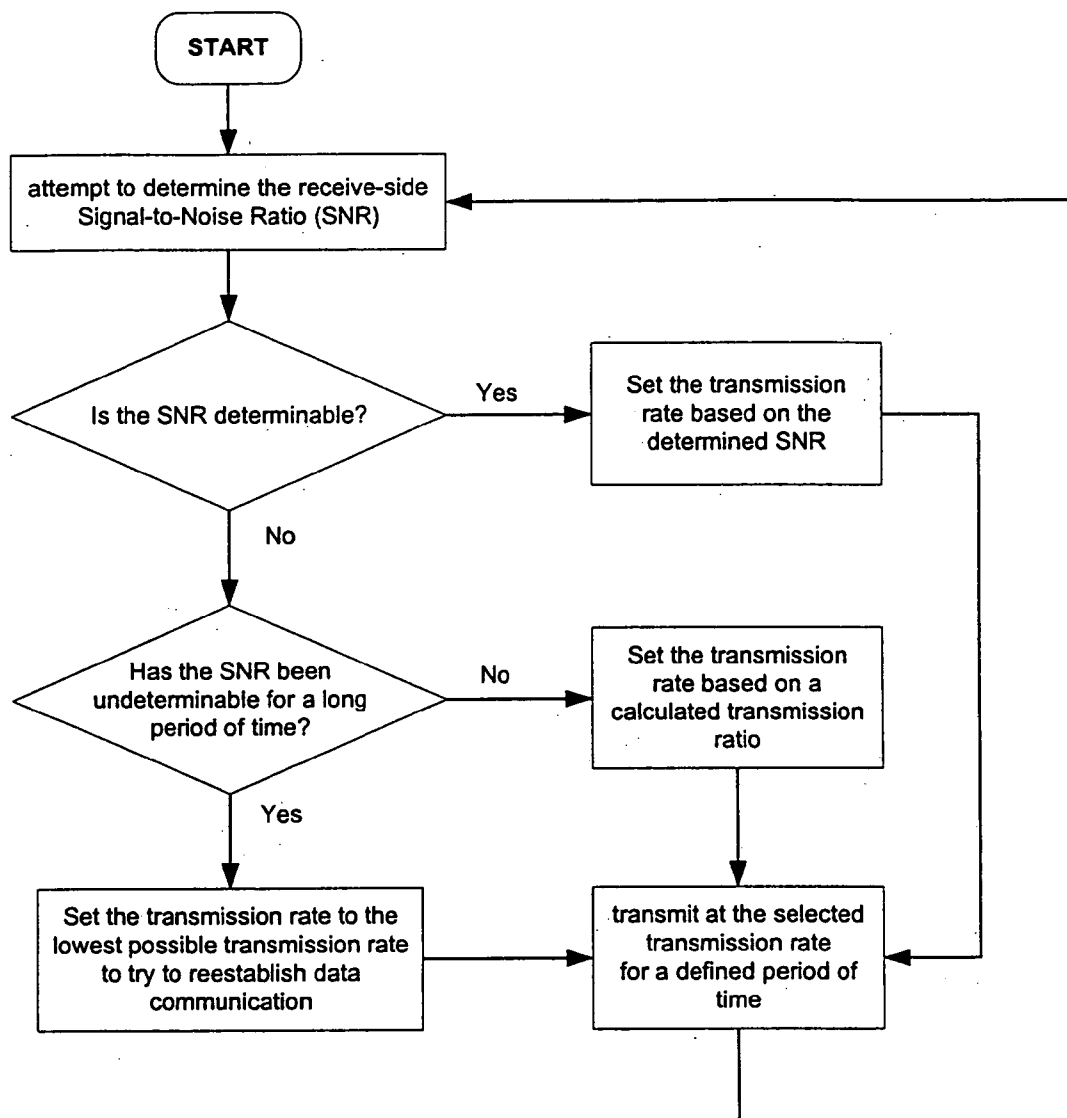 START
attempt to determine the receive-side
Signal-to-Noise Ratio (SNR)
Is the SNR determinable?
Yes
Set the transmission
rate based on the
determined SNR
No
Has the SNR been
undeterminable for a long
period of time?
No
Set the transmission
rate based on a
calculated transmission
ratio
Yes
Set the transmission rate to the
lowest possible transmission rate
to try to reestablish data
communication
transmit at the selected
transmission rate
for a defined period of
time